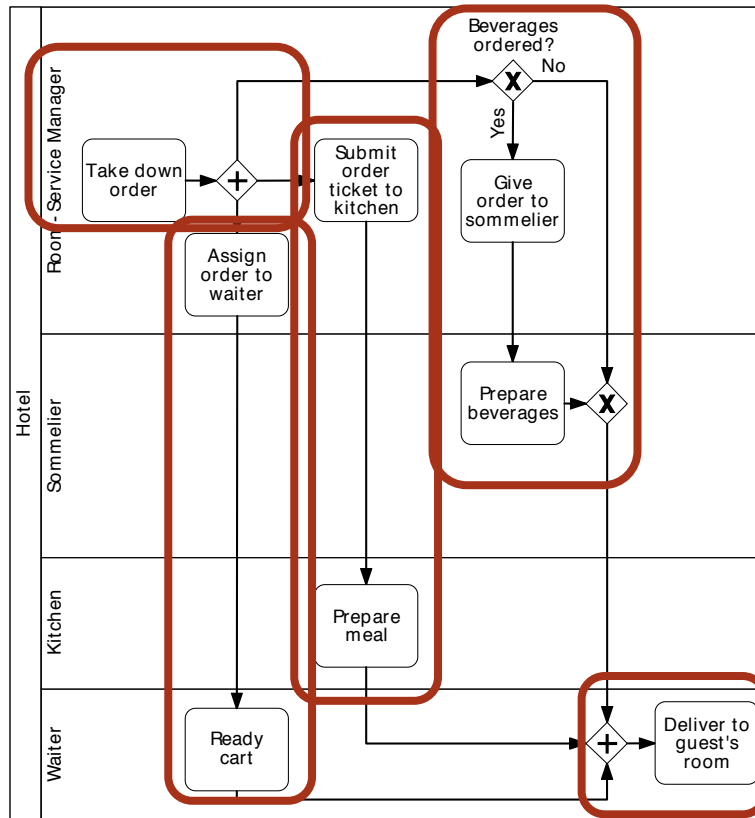 Hotel
Room-Service Manager
Sommelier
Kitchen
Waiter
Beverages
ordered?
X
No
Yes
Take down
order
+
Submit
order
ticket to
kitchen
Give
order to
sommelier
Assign
order to
waiter
Prepare
beverages
X
Prepare
meal
Ready
cart
+
Deliver to
guest's
room